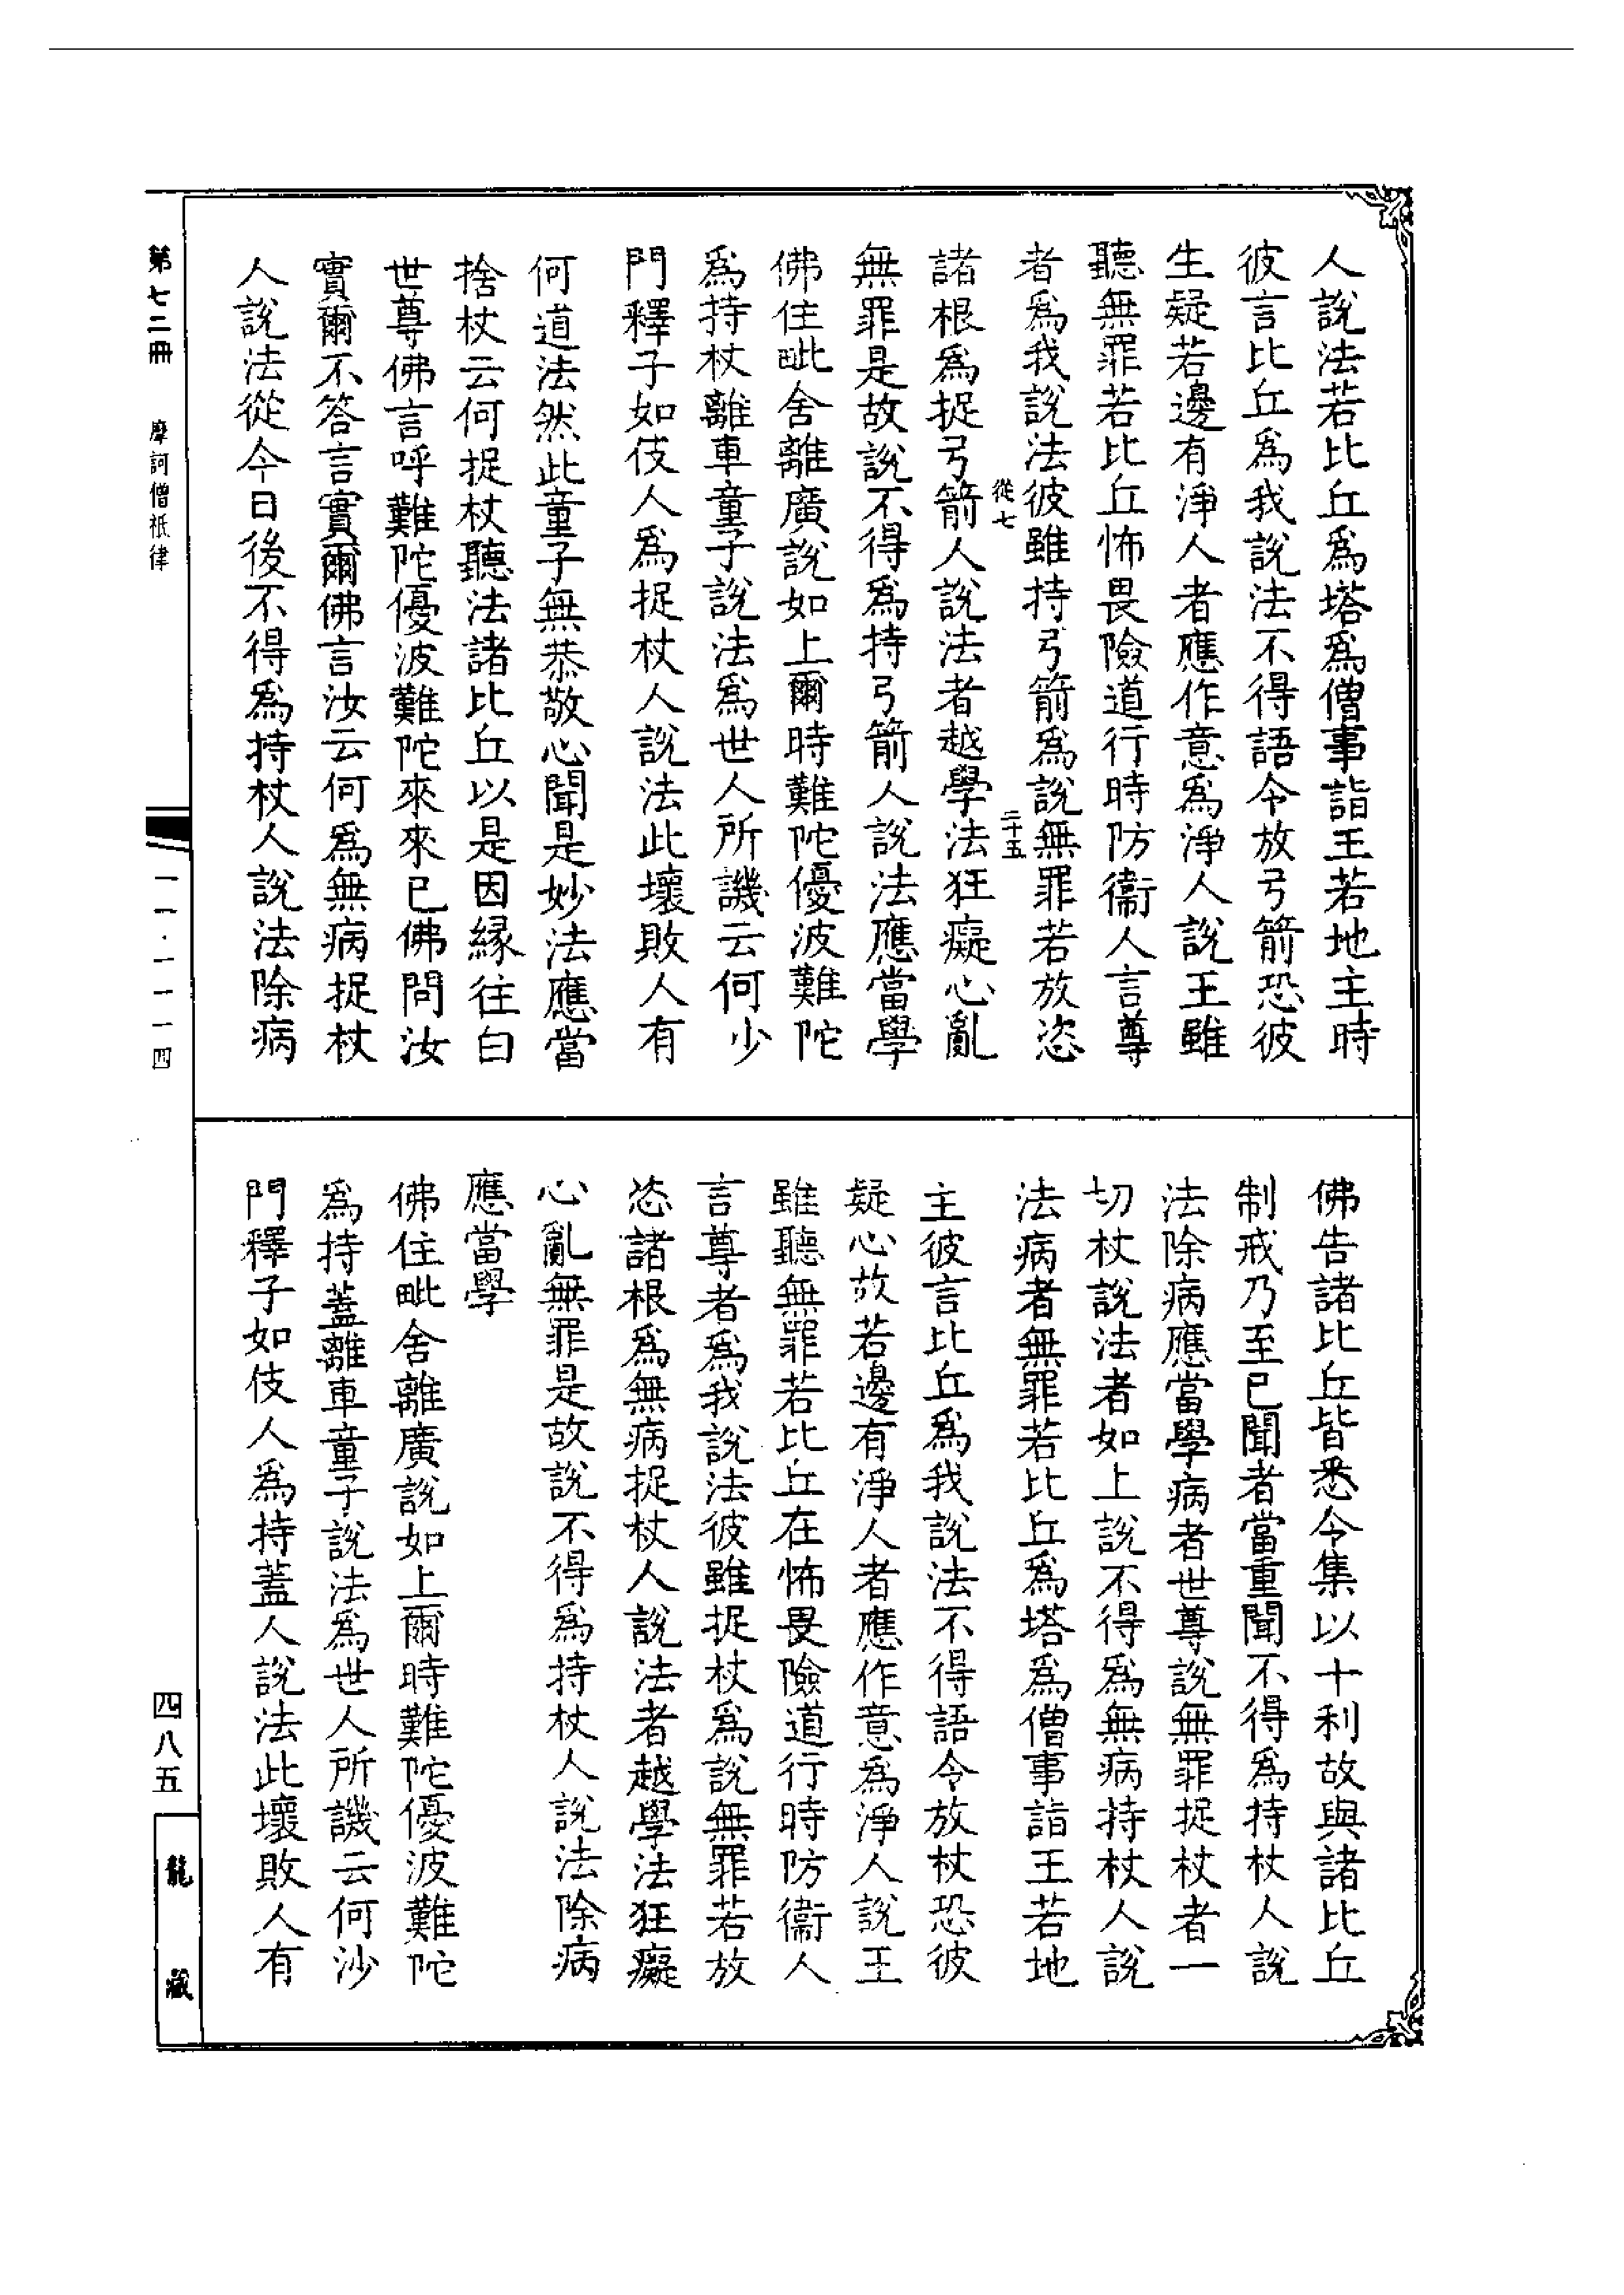 人說法若比丘為塔為僧事詣王若地主時
彼言比丘為我說法不得語令放弓箭恐彼
生疑若邊有淨人者應作意為淨人說王雖
聽無罪若比丘怖畏險道行時防衞人言尊
者為我說法彼雖持弓箭為說無罪若放恣
從七
二十五
諸根為捉弓箭人說法者越學法狂癡心亂
無罪是故說不得為持弓箭人說法應當學
佛住毗舍離廣說如上爾時難陀優波難陀
為持杖離車童子說法為世人所譏云何少
門釋子如伎人為捉杖人說法此壞敗人有
何道法然此童子無恭敬心聞是妙法應當
捨杖云何捉杖聽法諸比丘以是因緣往白
世尊佛言呼難陀優波難陀來來已佛問汝
實爾不答言實爾佛言汝云何為無病捉杖
人說法從今日後不得為持杖人說法除病
佛告諸比丘皆悉令集以十利故與諸比丘
制戒乃至已聞者當重聞不得為持杖人說
法除病應當學病者世尊說無罪捉杖者一
切杖說法者如上說不得為無病持杖人說
法病者無罪若比丘為塔為僧事詣王若地
主彼言比丘為我說法不得語令放杖恐彼
疑心故若邊有淨人者應作意為淨人說王
雖聽無罪若比丘在怖畏險道行時防衞人
言尊者為我說法彼雖捉杖為說無罪若放
恣諸根為無病捉杖人說法者越學法狂癡
心亂無罪是故說不得為持杖人說法除病
應當學
佛住毗舍離廣說如上爾時難陀優波難陀
為持蓋離車童子說法為世人所譏云何沙
門釋子如伎人為持蓋人說法此壞敗人有
第七二冊 摩訶僧祇律
一一·一一一四
四八五
龍藏